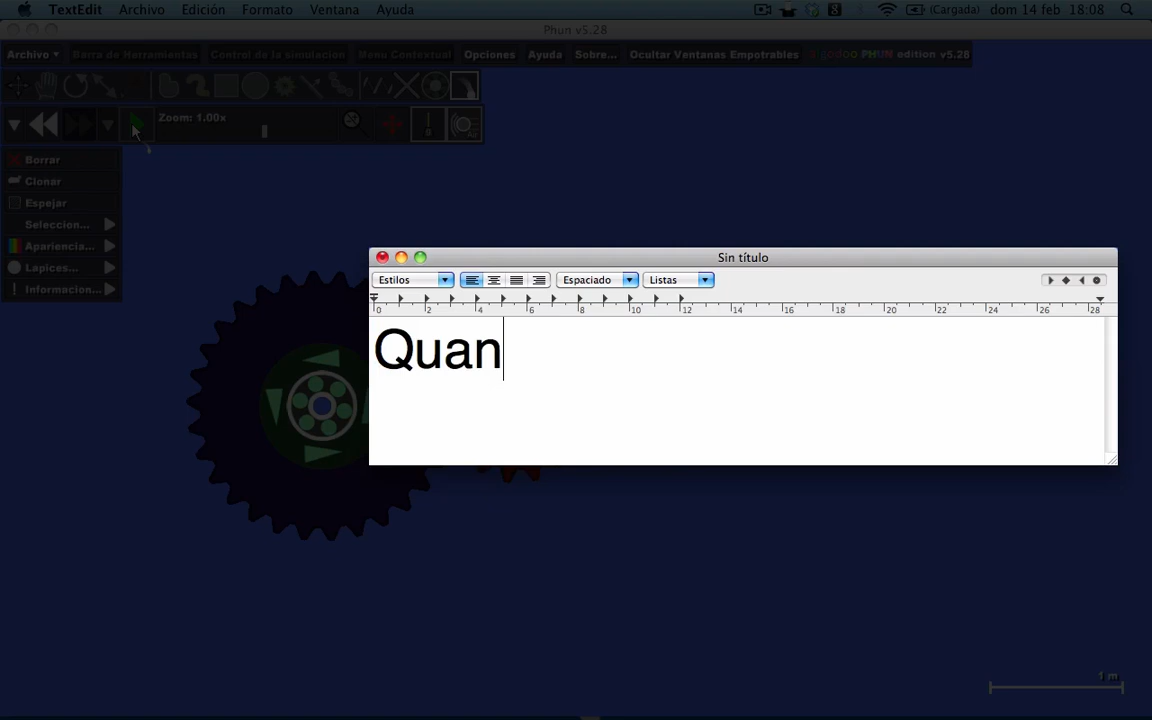 TextEdit Archivo Edición Formato Ventana Ayuda (Cargada) dom 14 feb 18:08
Phun v5.28
Archivo Barra de Herramientas Control de la simulación Menu Contextual Opciones Ayuda Sobre... Ocultar Ventanas Empotrables PHUN edition v5.28
Zoom: 1.00x
Borrar
Clonar
Espejar
Seleccion...
Apariencia...
Lapices...
Informacion...
Sin título
Estilos Espaciado Listas
0 2 4 6 8 10 12 14 16 18 20 22 24 26 28
Quan
1 m